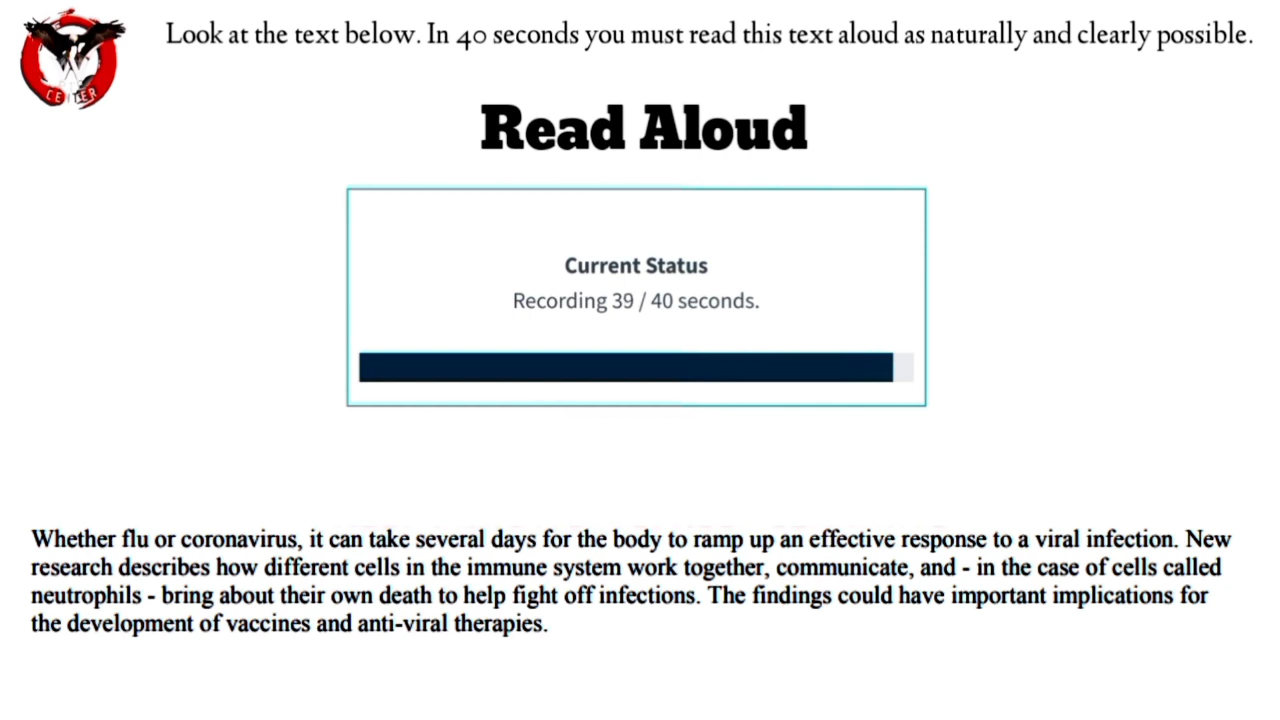 Look at the text below. In 40 seconds you must read this text aloud as naturally and clearly possible.
CENTER
Read Aloud
Current Status
Recording 39 / 40 seconds.
Whether flu or coronavirus, it can take several days for the body to ramp up an effective response to a viral infection. New
research describes how different cells in the immune system work together, communicate, and - in the case of cells called
neutrophils - bring about their own death to help fight off infections. The findings could have important implications for
the development of vaccines and anti-viral therapies.